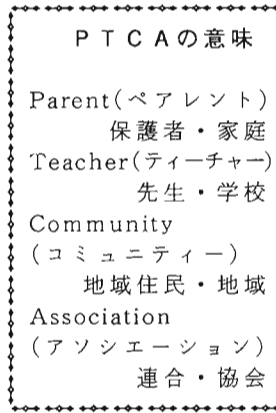 PTCAの意味
Parent(ペアレント)
保護者・家庭
Teacher(ティーチャー)
先生・学校
Community
(コミュニティー)
地域住民・地域
Association
(アソシエーション)
連合・協会